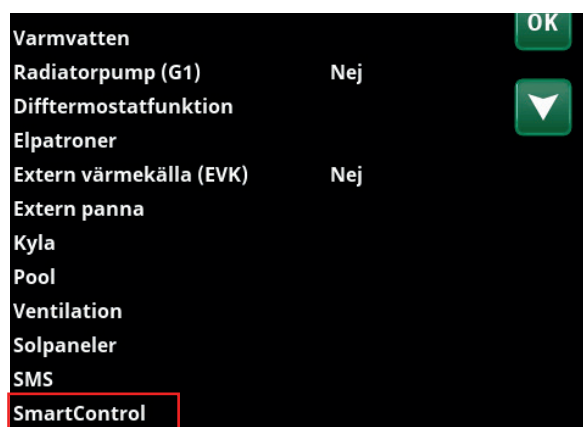 OK
Varmvatten
Radiatorpump (G1) Nej
Difftermostatfunktion
Elpatroner
Extern värmekälla (EVK) Nej
Extern panna
Kyla
Pool
Ventilation
Solpaneler
SMS
SmartControl